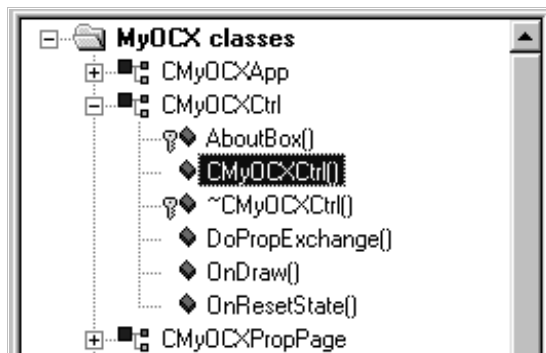 MyOCX classes
CMyOCXApp
CMyOCXCtrl
AboutBox()
CMyOCXCtrl()
~CMyOCXCtrl()
DoPropExchange()
OnDraw()
OnResetState()
CMyOCXPropPage